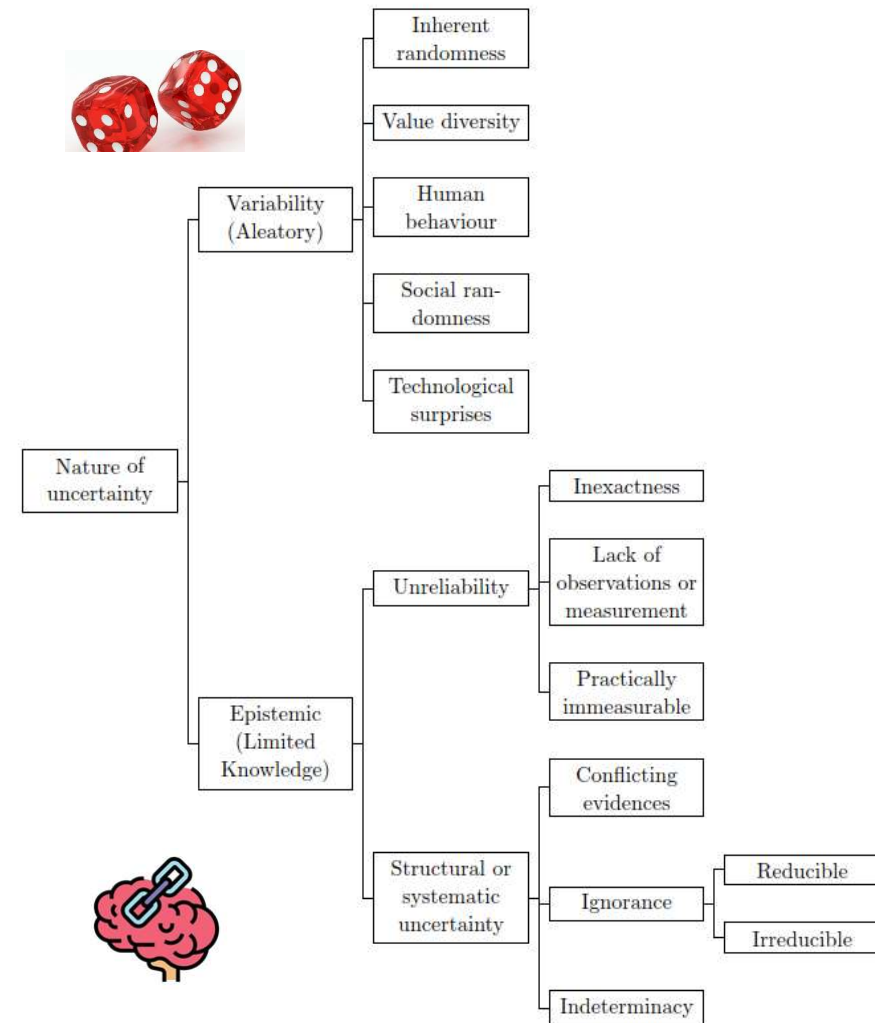 Inherent
randomness
Value diversity
Variability
(Aleatory)
Human
behaviour
Social ran-
domness
Technological
surprises
Nature of
uncertainty
Inexactness
Unreliability
Lack of
observations or
measurement
Practically
immeasurable
Epistemic
(Limited
Knowledge)
Conflicting
evidences
Structural or
systematic
uncertainty
Ignorance
Reducible
Irreducible
Indeterminacy